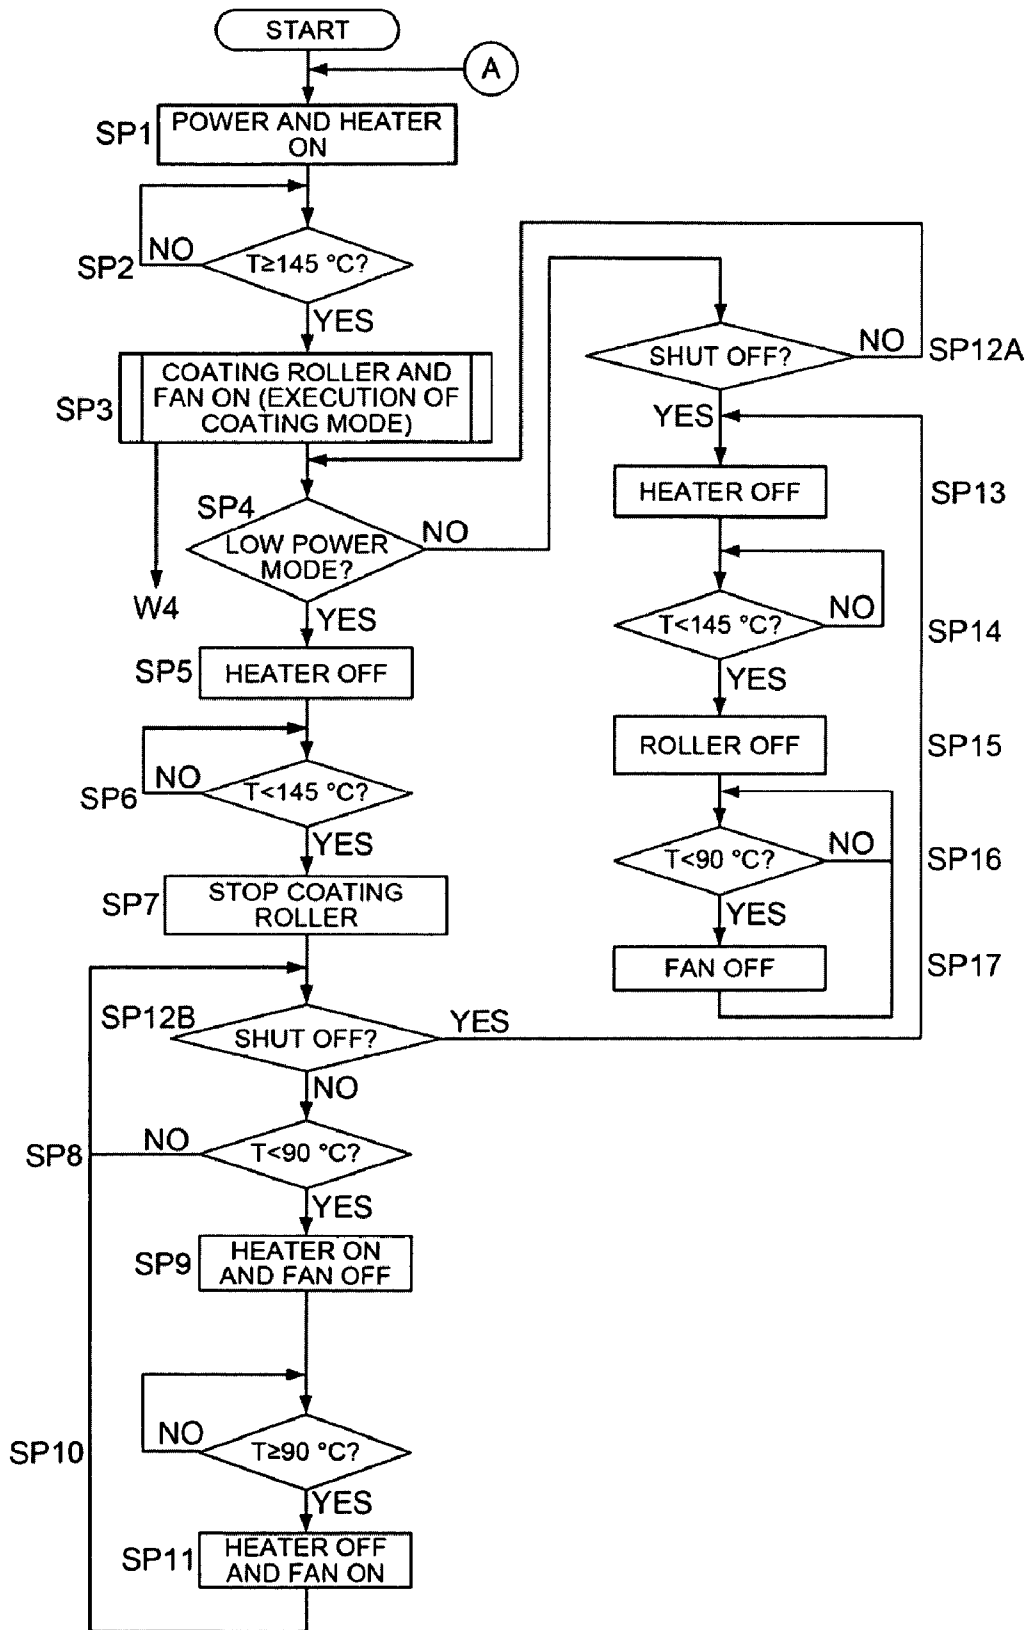 START
A
SP1
POWER AND HEATER
ON
SP2
NO
T≥145 °C?
YES
SP3
COATING ROLLER AND
FAN ON (EXECUTION OF
COATING MODE)
W4
SP4
LOW POWER
MODE?
NO
YES
SP5
HEATER OFF
SP6
NO
T<145 °C?
YES
SP7
STOP COATING
ROLLER
SP12B
SHUT OFF?
YES
NO
SP8
NO
T<90 °C?
YES
SP9
HEATER ON
AND FAN OFF
SP10
NO
T≥90 °C?
YES
SP11
HEATER OFF
AND FAN ON
SHUT OFF?
NO
SP12A
YES
HEATER OFF
SP13
T<145 °C?
NO
SP14
YES
ROLLER OFF
SP15
T<90 °C?
NO
SP16
YES
FAN OFF
SP17